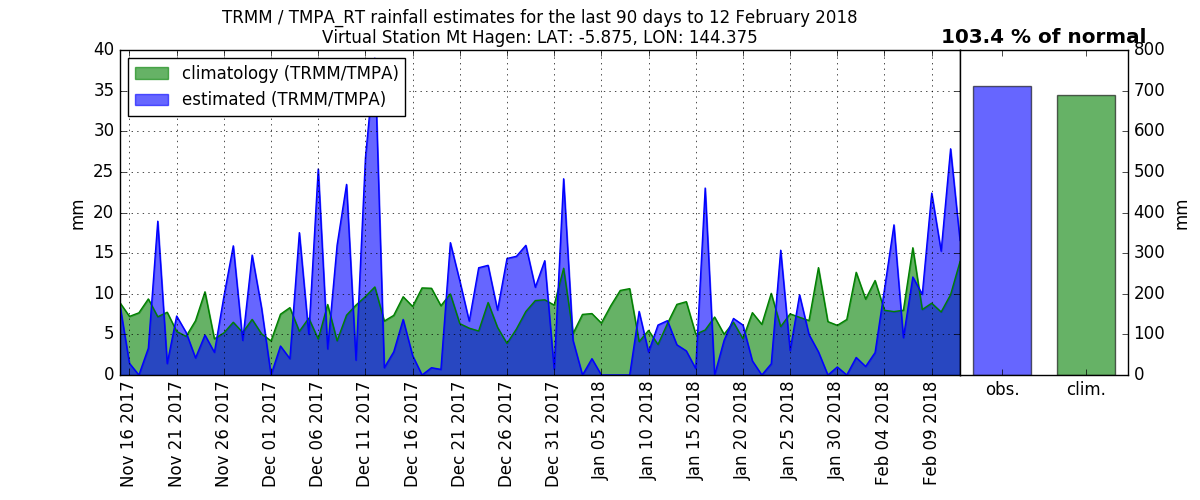 TRMM / TMPA_RT rainfall estimates for the last 90 days to 12 February 2018
Virtual Station Mt Hagen: LAT: -5.875, LON: 144.375
103.4 % of normal
climatology (TRMM/TMPA)
estimated (TRMM/TMPA)
40
35
30
25
20
15
10
5
0
mm
800
700
600
500
400
300
200
100
0
mm
Nov 16 2017
Nov 21 2017
Nov 26 2017
Dec 01 2017
Dec 06 2017
Dec 11 2017
Dec 16 2017
Dec 21 2017
Dec 26 2017
Dec 31 2017
Jan 05 2018
Jan 10 2018
Jan 15 2018
Jan 20 2018
Jan 25 2018
Jan 30 2018
Feb 04 2018
Feb 09 2018
obs.
clim.